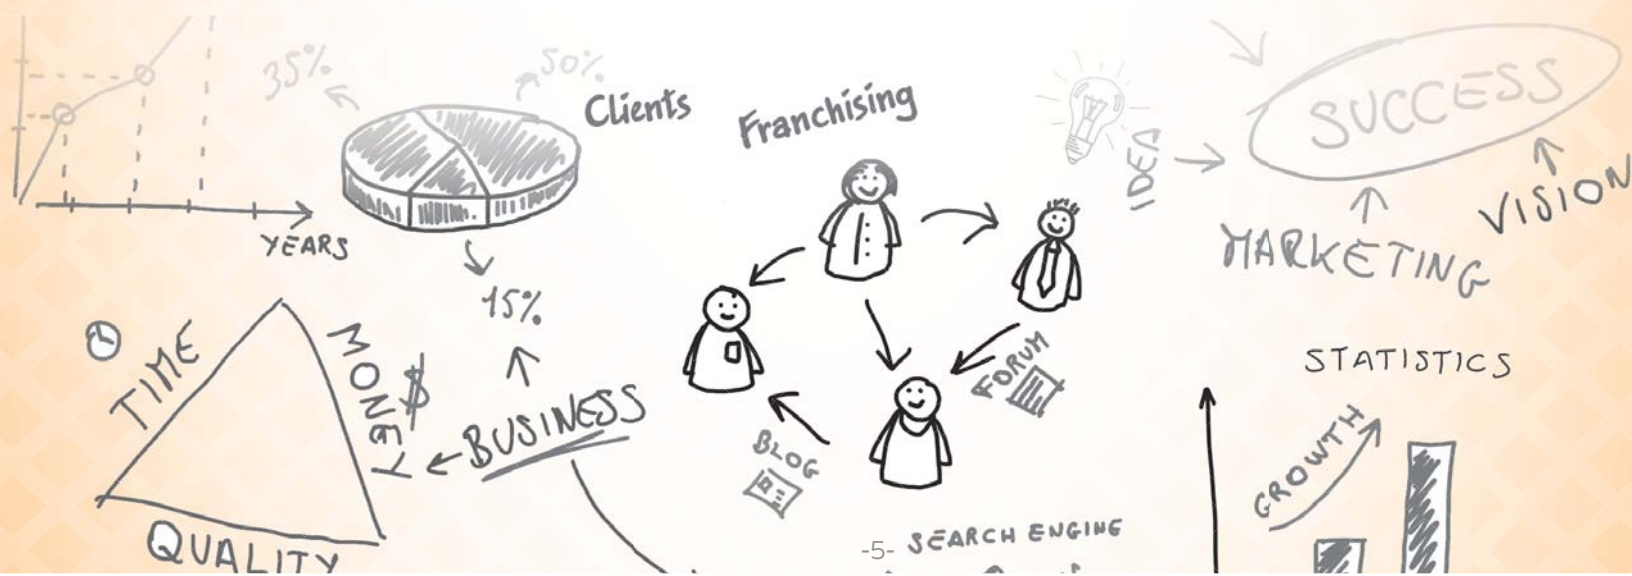 35%
50%
Clients
Franchising
IDEA
SUCCESS
VISION
MARKETING
YEARS
15%
TIME
MONEY
$
BUSINESS
QUALITY
FORUM
BLOG
STATISTICS
GROWTH
SEARCH ENGINE
-5-